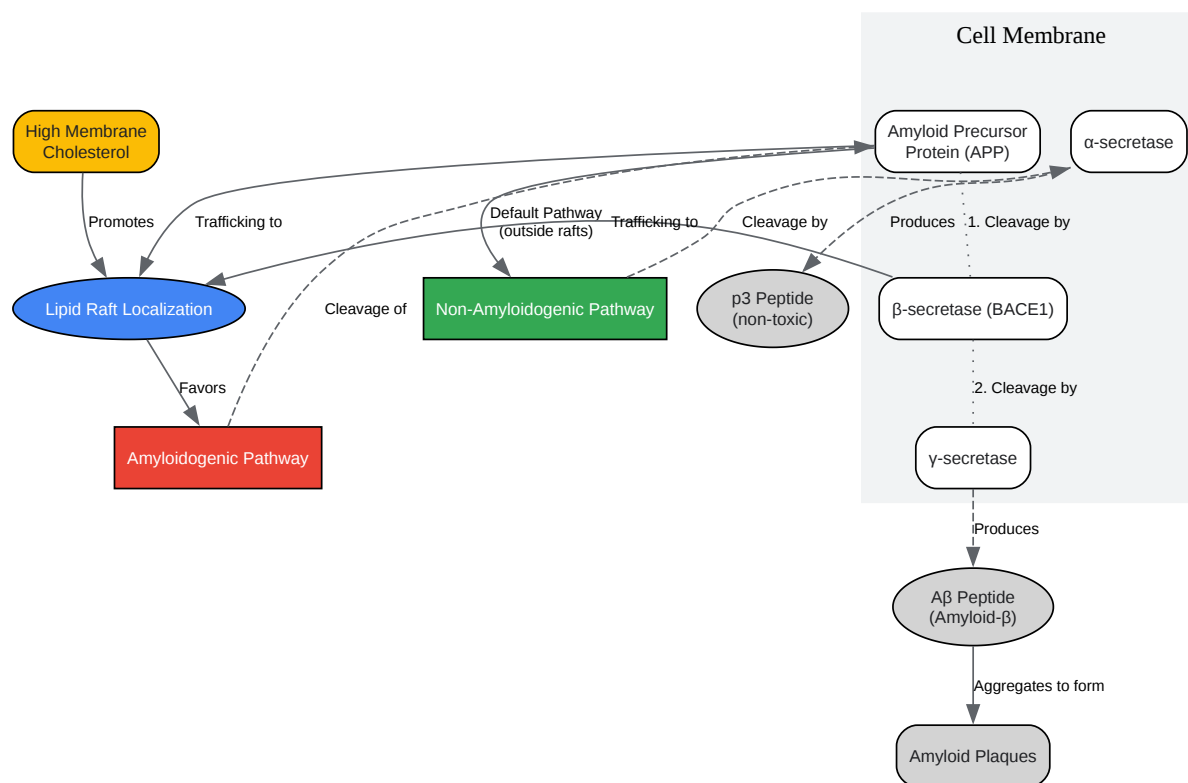 Cell Membrane
High Membrane
Cholesterol
Amyloid Precursor
Protein (APP)
α-secretase
Promotes
Trafficking to
Default Pathway
(outside rafts)
Trafficking to
Cleavage by
Produces
1. Cleavage by
Lipid Raft Localization
Cleavage of
Non-Amyloidogenic Pathway
p3 Peptide
(non-toxic)
β-secretase (BACE1)
Favors
2. Cleavage by
Amyloidogenic Pathway
γ-secretase
Produces
Aβ Peptide
(Amyloid-β)
Aggregates to form
Amyloid Plaques